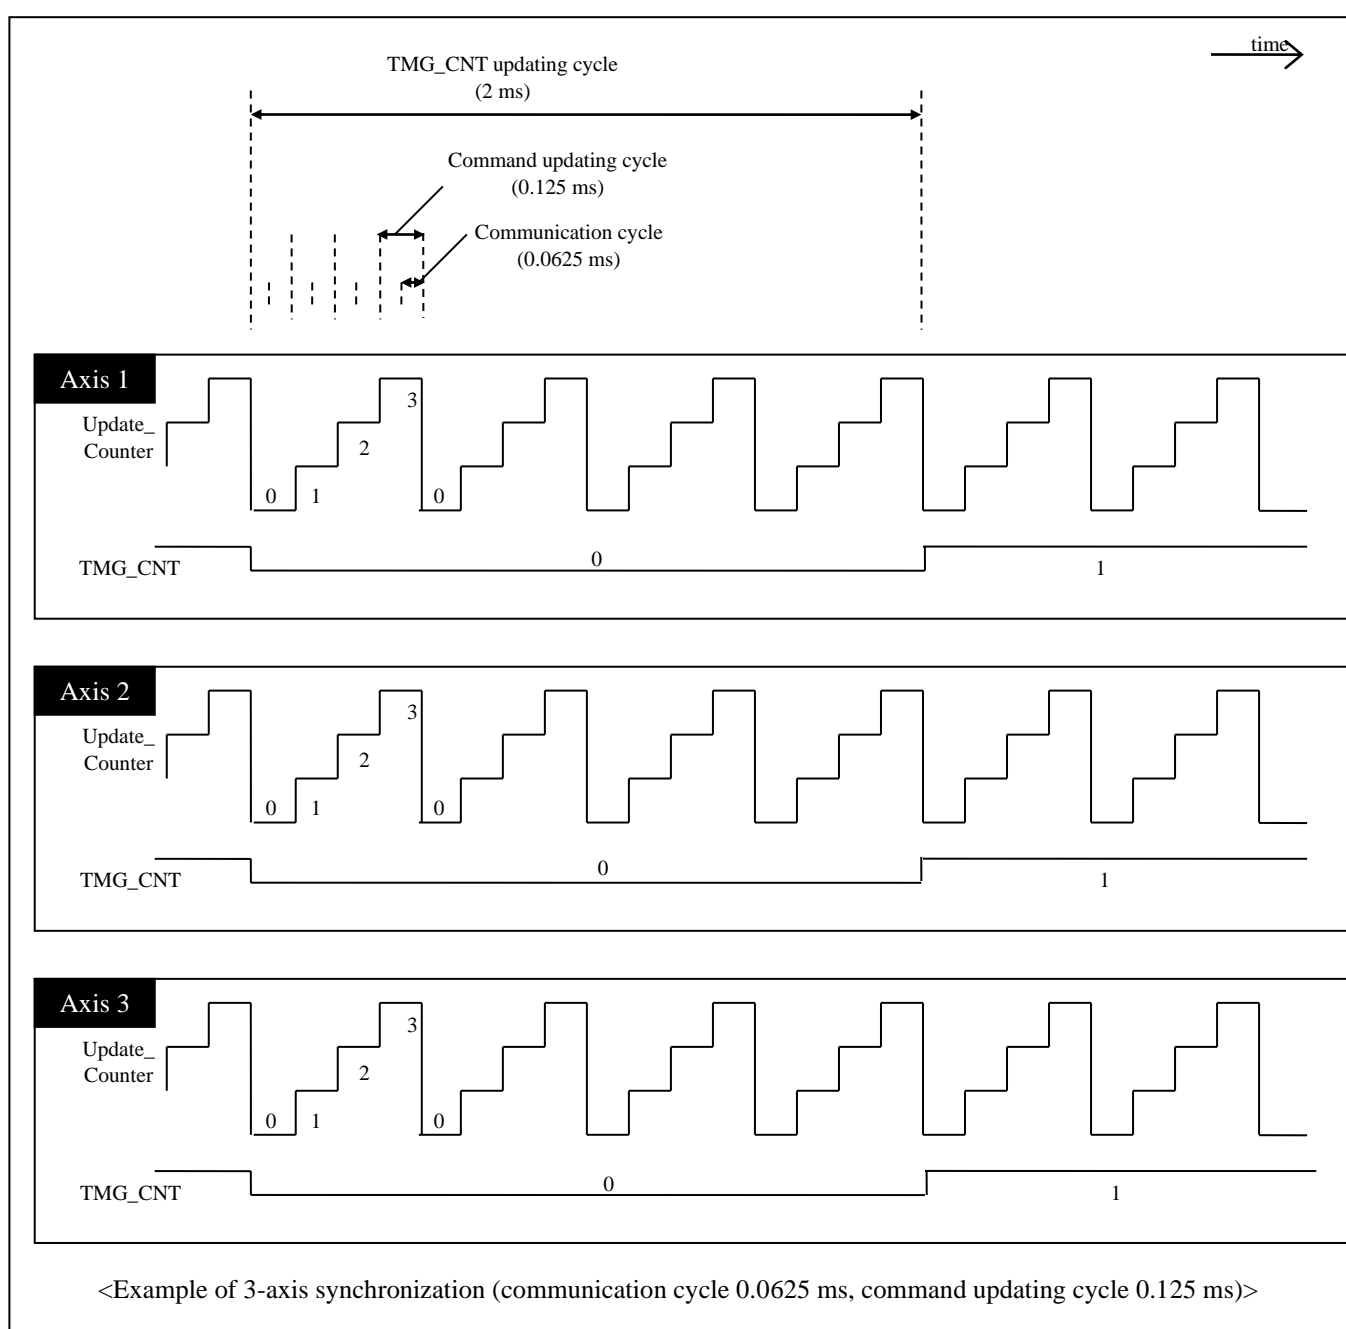 time
TMG_CNT updating cycle
(2 ms)
Command updating cycle
(0.125 ms)
Communication cycle
(0.0625 ms)
Axis 1
3
Update_
Counter
2
0 1 0
0
TMG_CNT
1
Axis 2
3
Update_
Counter
2
0 1 0
0
TMG_CNT
1
Axis 3
3
Update_
Counter
2
0 1 0
0
TMG_CNT
1
<Example of 3-axis synchronization (communication cycle 0.0625 ms, command updating cycle 0.125 ms)>